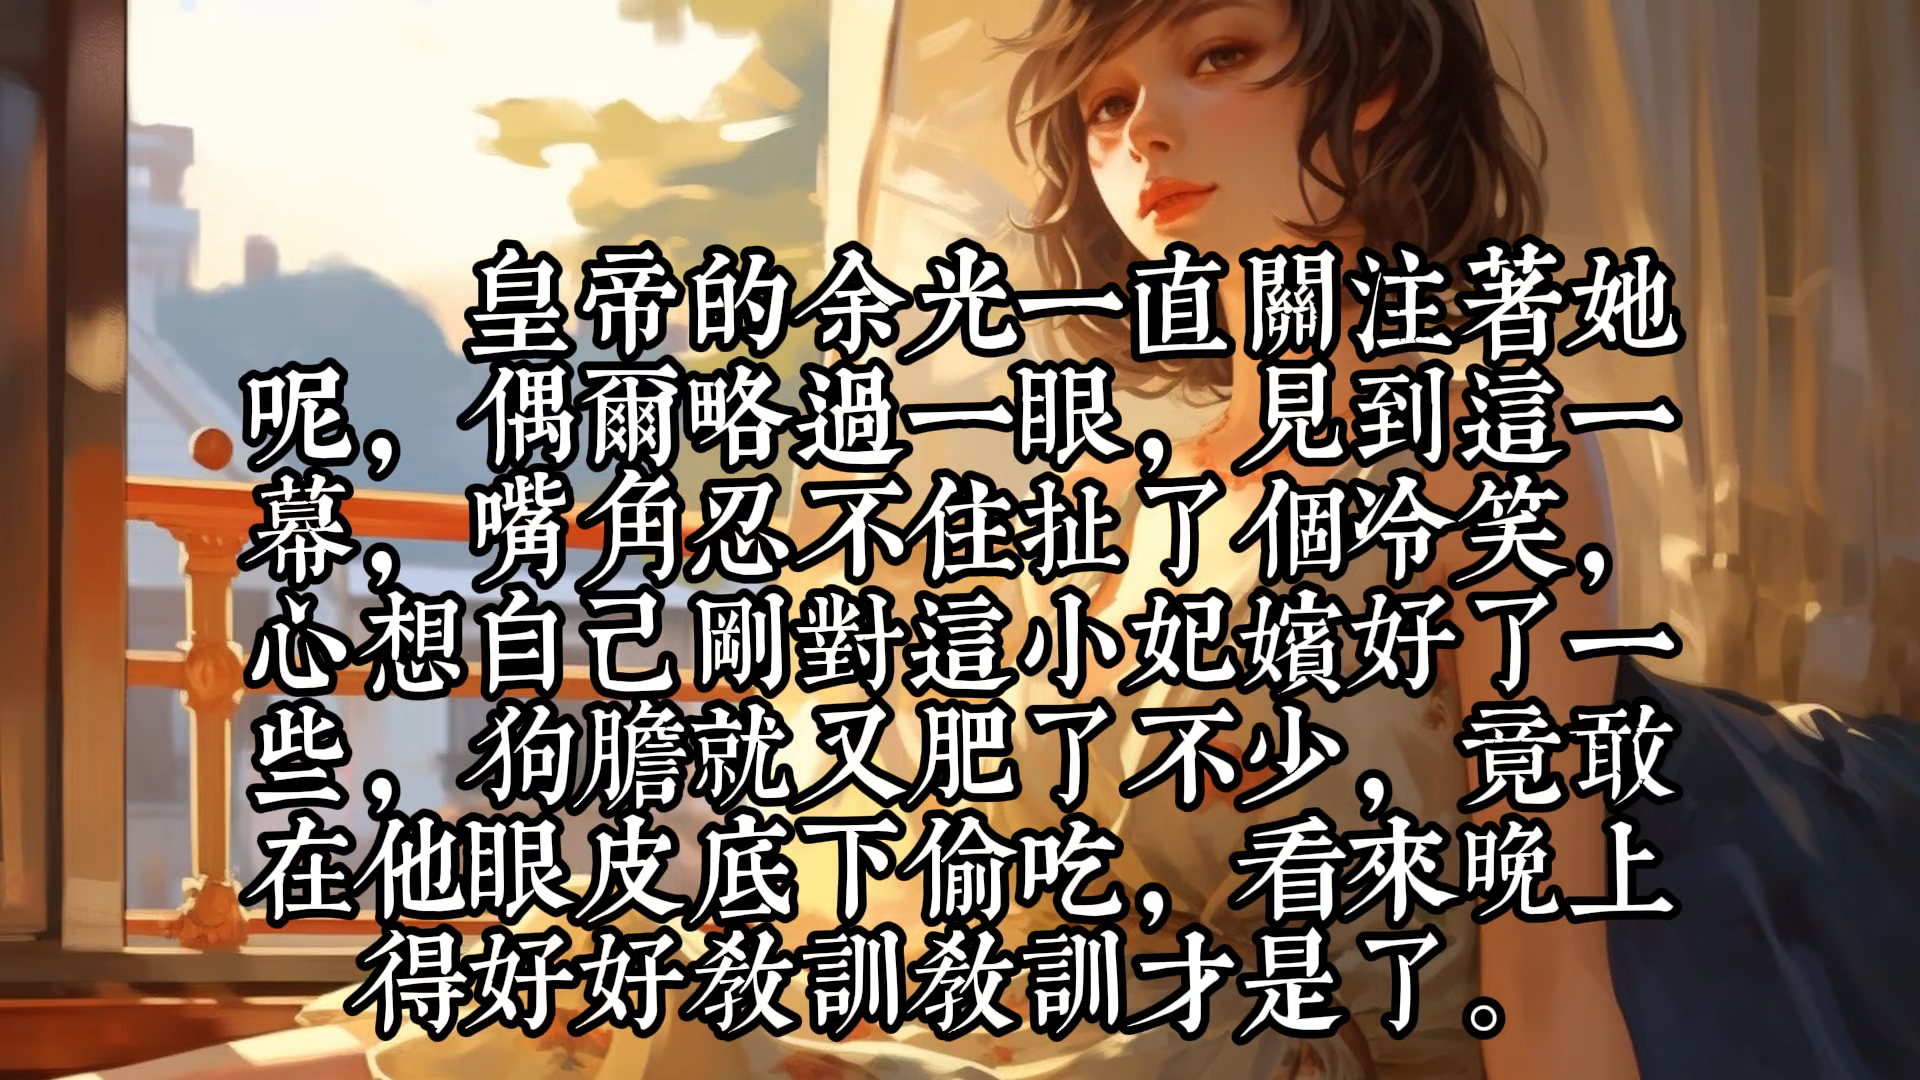 皇帝的余光一直關注著她
呢，偶爾略過一眼，見到這一
幕，嘴角忍不住扯了個冷笑，
心想自己剛對這小妃嬪好了一
些，狗膽就又肥了不少，竟敢
在他眼皮底下偷吃，看來晚上
得好好教訓教訓才是了。